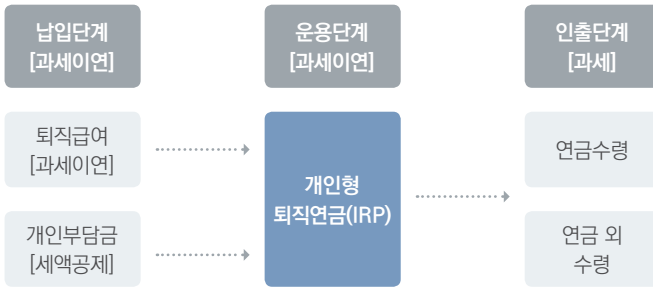 납입단계
[과세이연]
운용단계
[과세이연]
인출단계
[과세]
퇴직급여
[과세이연]
개인부담금
[세액공제]
개인형
퇴직연금(IRP)
연금수령
연금 외
수령